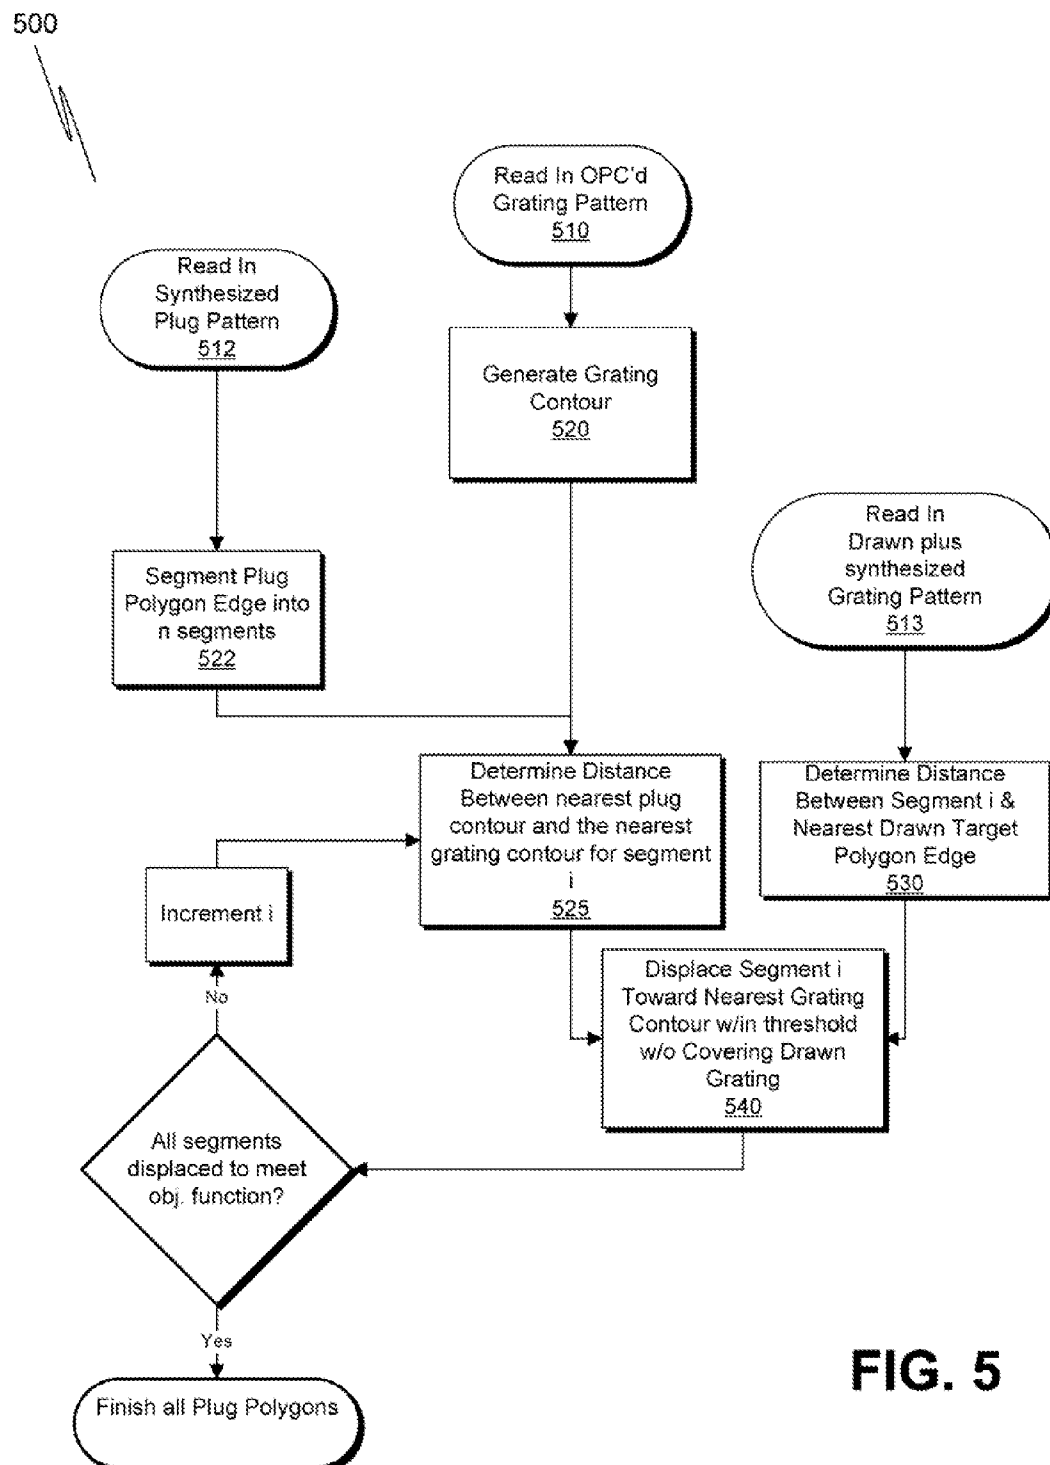 500
Read In OPC'd
Grating Pattern
510
Read In
Synthesized
Plug Pattern
512
Generate Grating
Contour
520
Read In
Drawn plus
synthesized
Grating Pattern
513
Segment Plug
Polygon Edge into
n segments
522
Determine Distance
Between nearest plug
contour and the nearest
grating contour for segment
i
525
Determine Distance
Between Segment i &
Nearest Drawn Target
Polygon Edge
530
Increment i
Displace Segment i
Toward Nearest Grating
Contour w/in threshold
w/o Covering Drawn
Grating
540
No
All segments
displaced to meet
obj. function?
Yes
Finish all Plug Polygons
FIG. 5